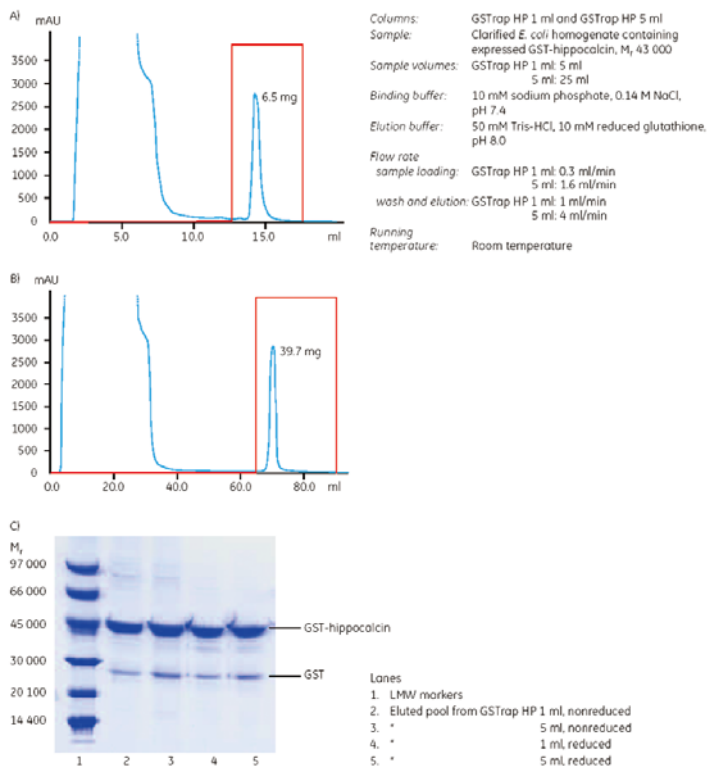 A)
mAU
3500
3000
2500
2000
1500
1000
500
0
6.5 mg
0.0 5.0 10.0 15.0 ml
Columns: GSTrap HP 1 ml and GSTrap HP 5 ml
Sample: Clarified E. coli homogenate containing
expressed GST-hippocalcin, Mr 43 000
Sample volumes: GSTrap HP 1 ml: 5 ml
5 ml: 25 ml
Binding buffer: 10 mM sodium phosphate, 0.14 M NaCl,
pH 7.4
Elution buffer: 50 mM Tris-HCl, 10 mM reduced glutathione,
pH 8.0
Flow rate
sample loading: GSTrap HP 1 ml: 0.3 ml/min
5 ml: 1.6 ml/min
wash and elution: GSTrap HP 1 ml: 1 ml/min
5 ml: 4 ml/min
Running
temperature: Room temperature
B)
mAU
3500
3000
2500
2000
1500
1000
500
0
39.7 mg
0.0 20.0 40.0 60.0 80.0 ml
C)
Mr
97 000
66 000
45 000
30 000
20 100
14 400
GST-hippocalcin
GST
1 2 3 4 5
Lanes
1. LMW markers
2. Eluted pool from GSTrap HP 1 ml, nonreduced
3. " 5 ml, nonreduced
4. " 1 ml, reduced
5. " 5 ml, reduced